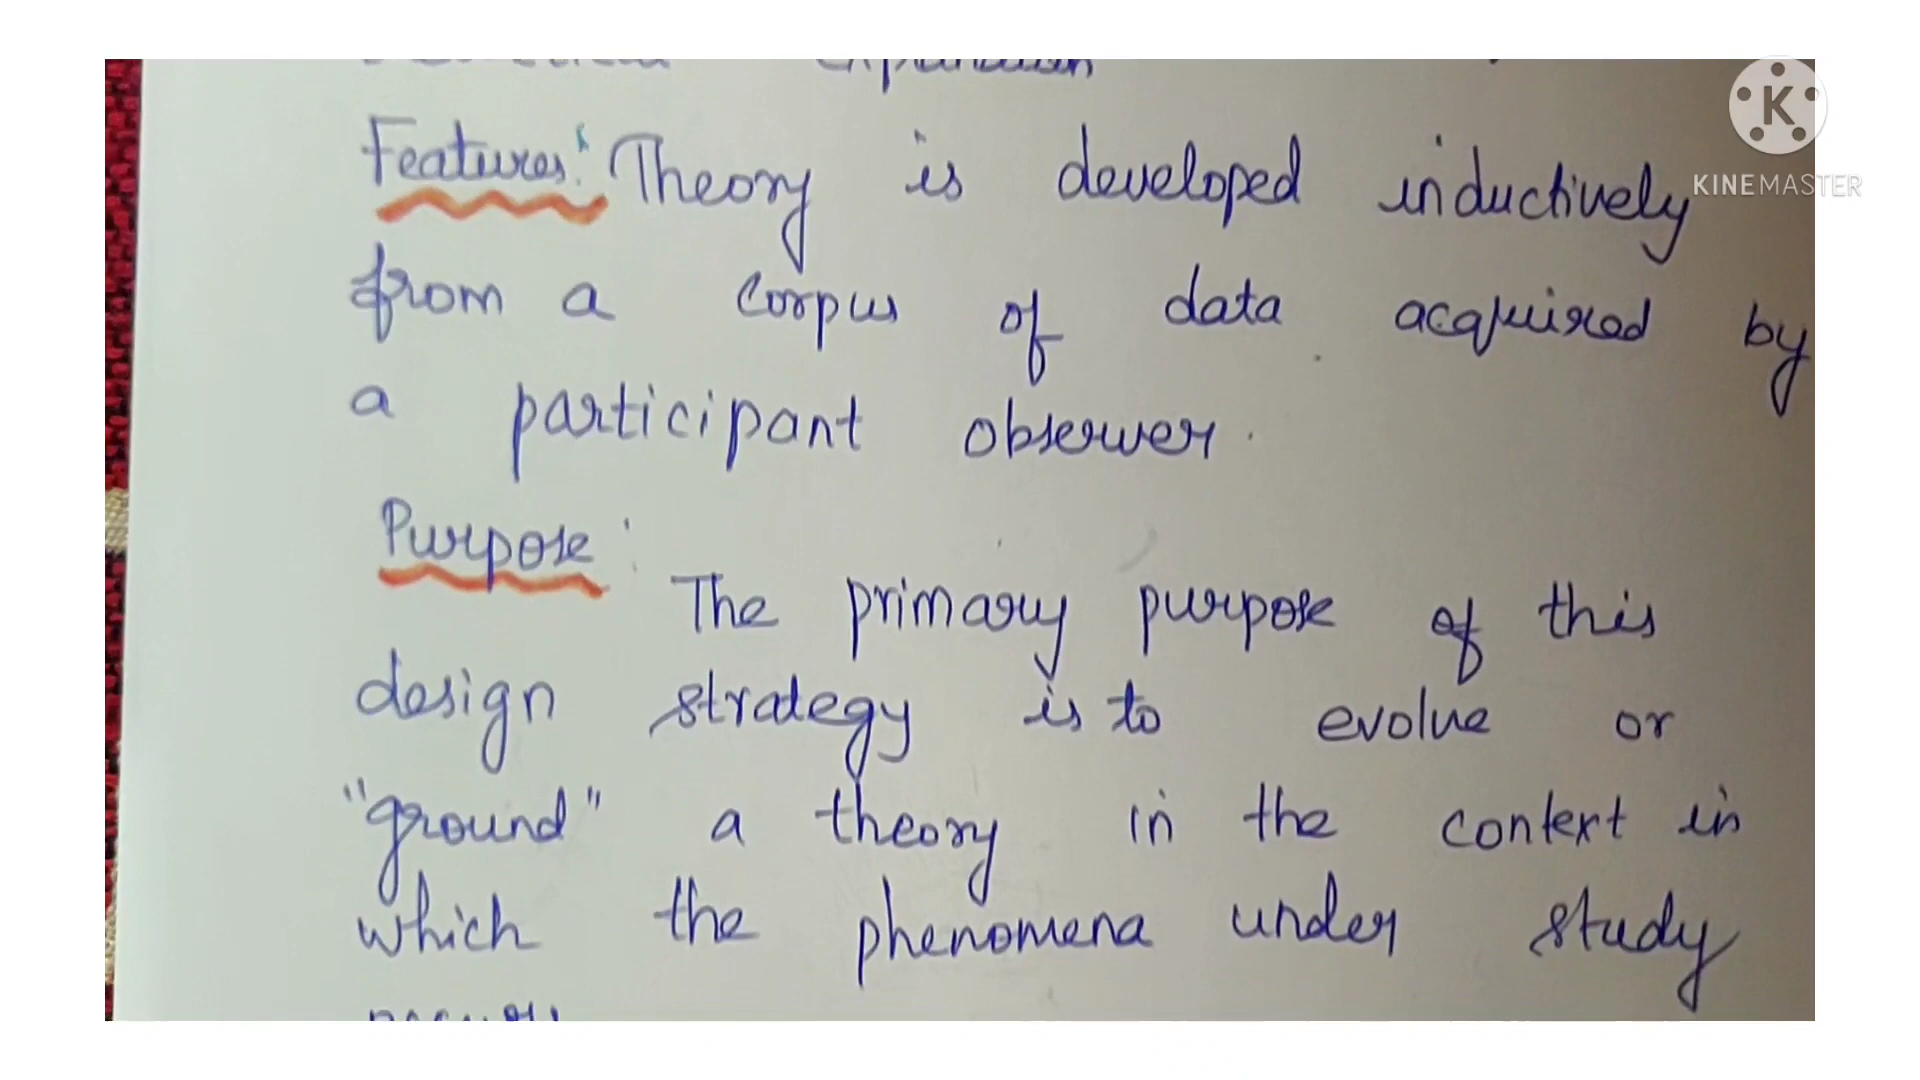 Features: Theory is developed inductively
from a corpus of data acquired by
a participant observer.
Purpose:
The primary purpose of this
design strategy is to evolve or
"ground" a theory in the context in
which the phenomena under study
KINEMASTER